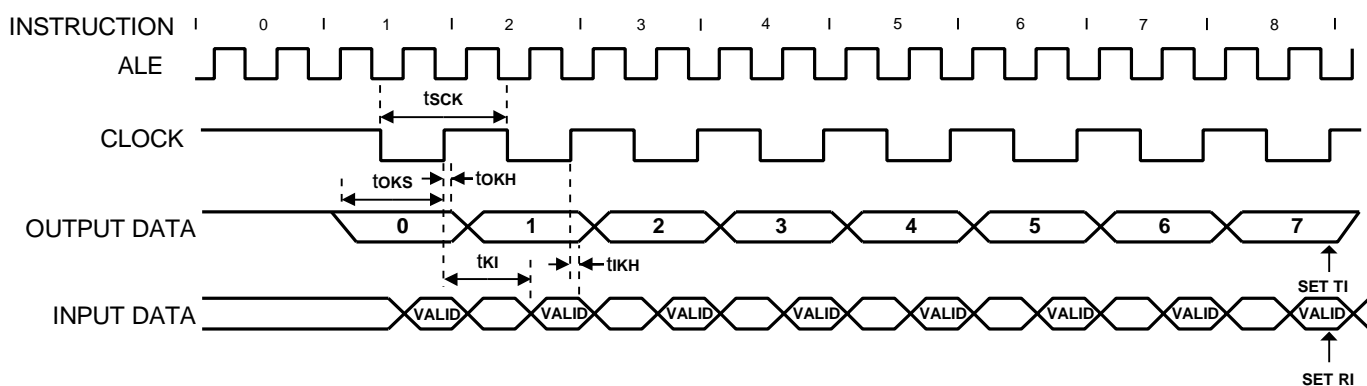 INSTRUCTION 0 1 2 3 4 5 6 7 8
ALE
tSCK
CLOCK
tOKS tOKH
OUTPUT DATA 0 1 2 3 4 5 6 7
tKI tIKH
SET TI
INPUT DATA VALID VALID VALID VALID VALID VALID VALID VALID
SET RI